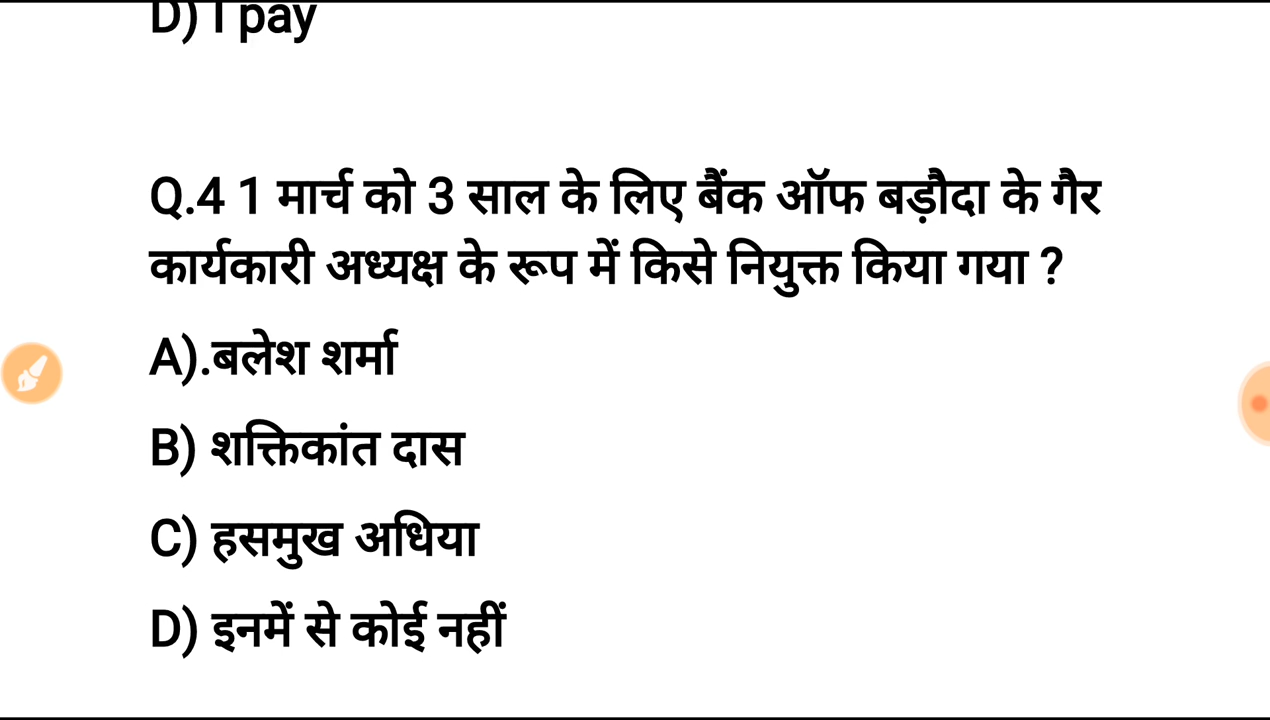 D) I pay
Q.4 1 मार्च को 3 साल के लिए बैंक ऑफ बड़ौदा के गैर
कार्यकारी अध्यक्ष के रूप में किसे नियुक्त किया गया ?
A).बलेश शर्मा
B) शक्तिकांत दास
C) हसमुख अधिया
D) इनमें से कोई नहीं